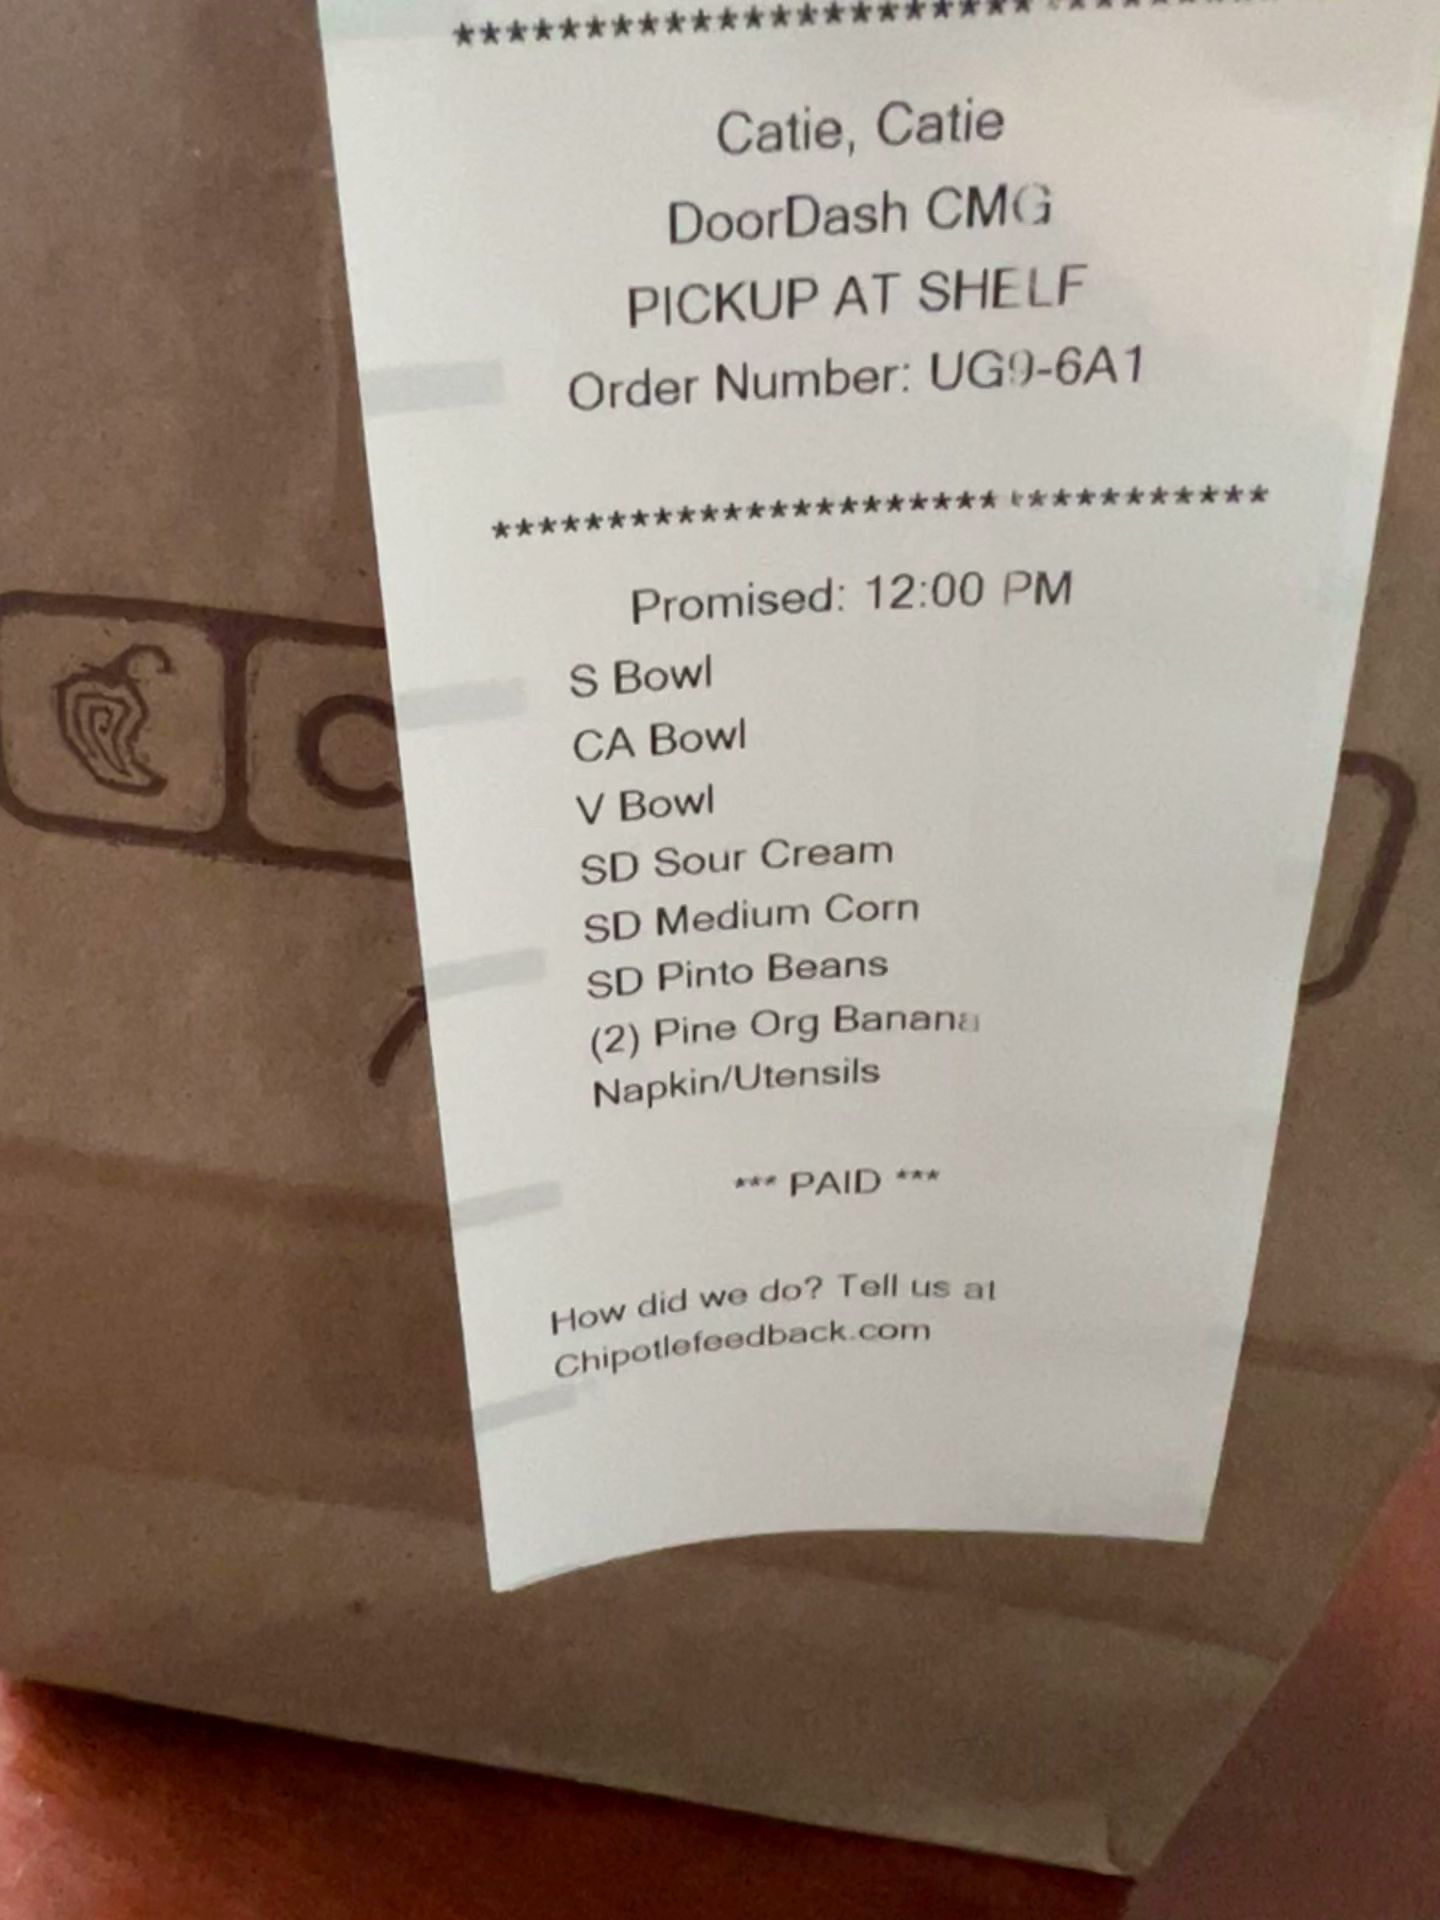 ********************************
Catie, Catie
DoorDash CMG
PICKUP AT SHELF
Order Number: UG9-6A1
********************************
Promised: 12:00 PM
S Bowl
CA Bowl
V Bowl
SD Sour Cream
SD Medium Corn
SD Pinto Beans
(2) Pine Org Banana
Napkin/Utensils
*** PAID ***
How did we do? Tell us at
Chipotlefeedback.com
C